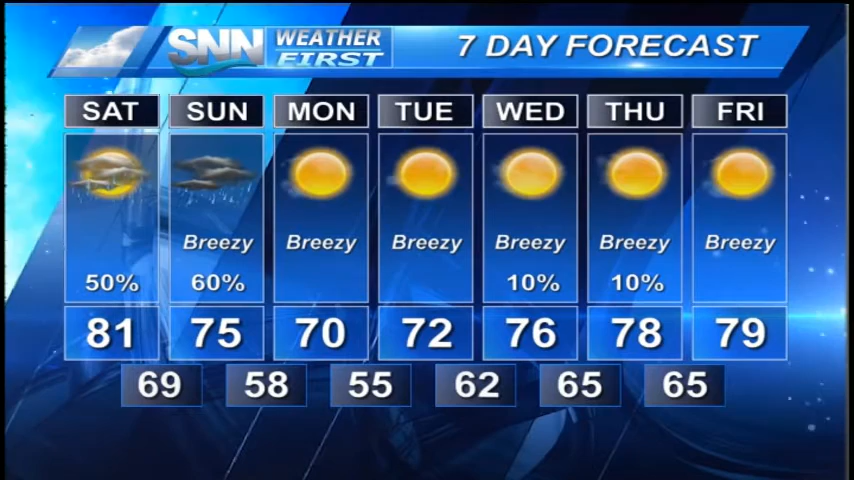 SNN WEATHER FIRST 7 DAY FORECAST
SAT SUN MON TUE WED THU FRI
Breezy Breezy Breezy Breezy Breezy Breezy
50% 60% 10% 10%
81 75 70 72 76 78 79
69 58 55 62 65 65